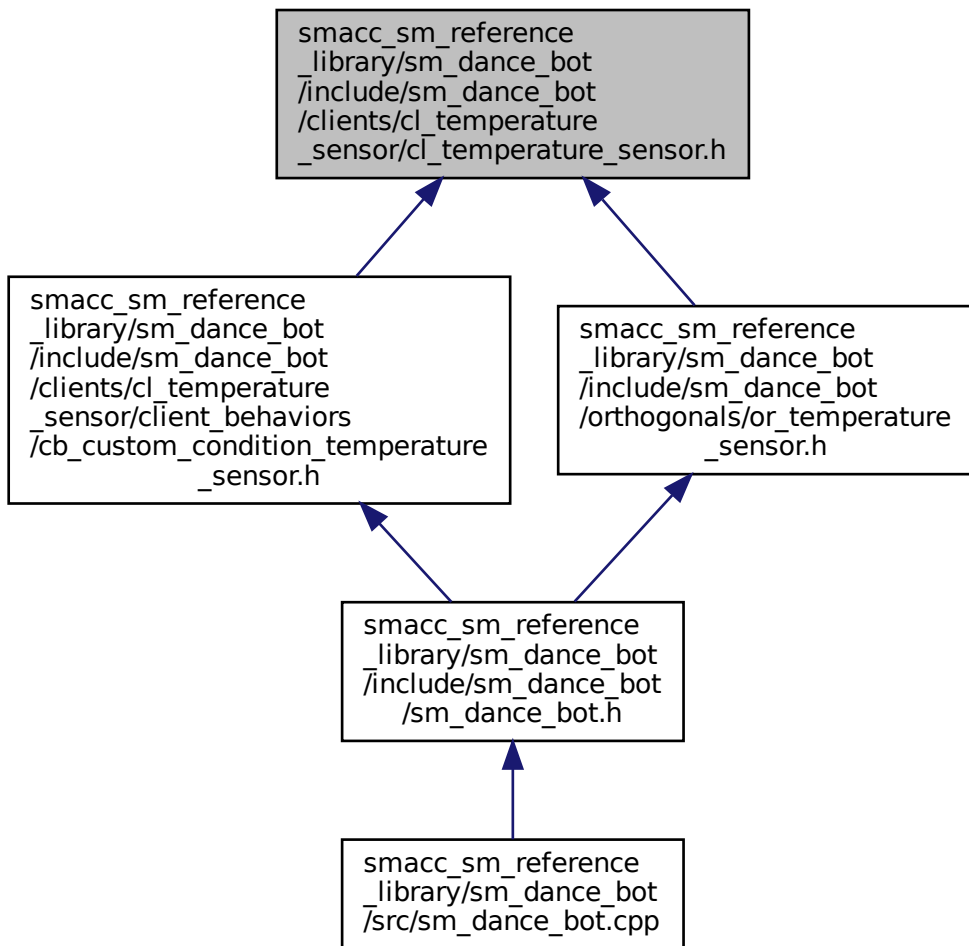 smacc_sm_reference
_library/sm_dance_bot
/include/sm_dance_bot
/clients/cl_temperature
_sensor/cl_temperature_sensor.h
smacc_sm_reference
_library/sm_dance_bot
/include/sm_dance_bot
/clients/cl_temperature
_sensor/client_behaviors
/cb_custom_condition_temperature
_sensor.h
smacc_sm_reference
_library/sm_dance_bot
/include/sm_dance_bot
/orthogonals/or_temperature
_sensor.h
smacc_sm_reference
_library/sm_dance_bot
/include/sm_dance_bot
/sm_dance_bot.h
smacc_sm_reference
_library/sm_dance_bot
/src/sm_dance_bot.cpp